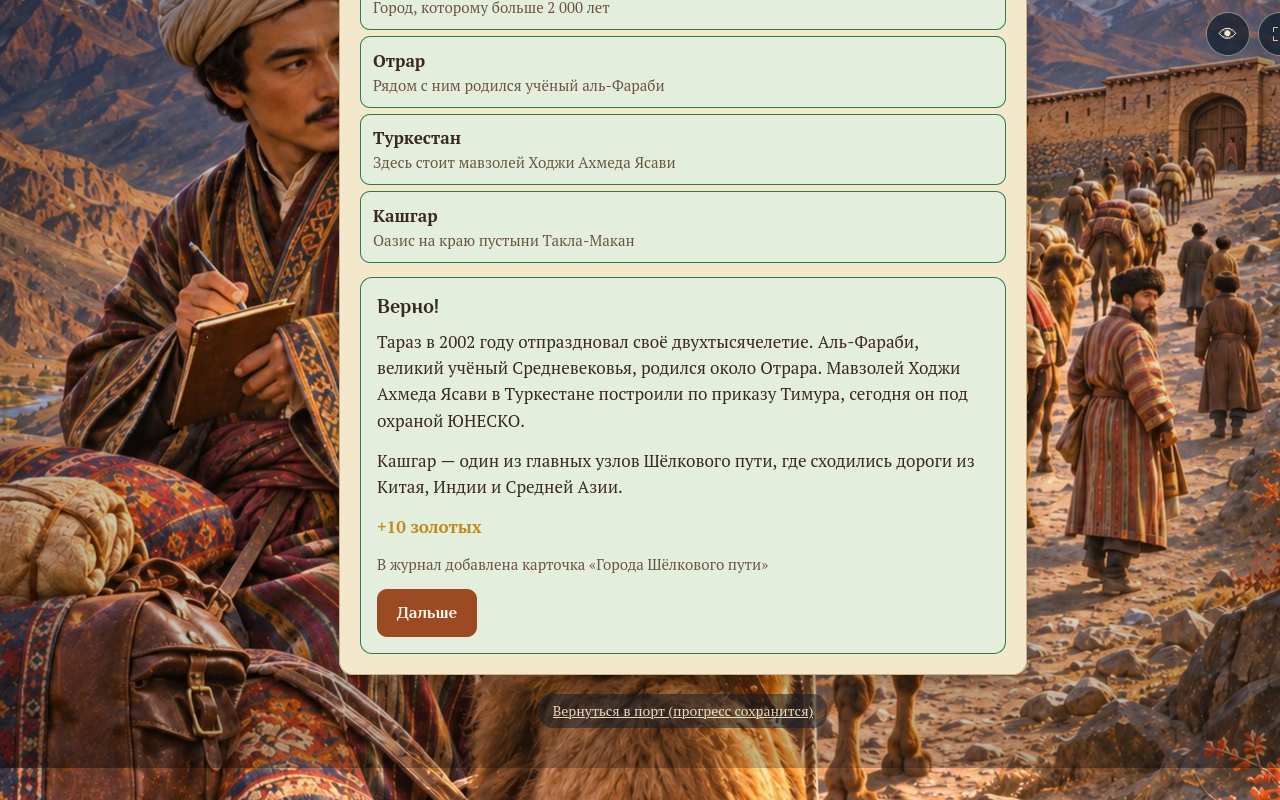 Город, которому больше 2 000 лет
Отрар
Рядом с ним родился учёный аль-Фараби
Туркестан
Здесь стоит мавзолей Ходжи Ахмеда Ясави
Кашгар
Оазис на краю пустыни Такла-Макан
Верно!
Тараз в 2002 году отпраздновал своё двухтысячелетие. Аль-Фараби,
великий учёный Средневековья, родился около Отрара. Мавзолей Ходжи
Ахмеда Ясави в Туркестане построили по приказу Тимура, сегодня он под
охраной ЮНЕСКО.
Кашгар — один из главных узлов Шёлкового пути, где сходились дороги из
Китая, Индии и Средней Азии.
+10 золотых
В журнал добавлена карточка «Города Шёлкового пути»
Дальше
Вернуться в порт (прогресс сохранится)